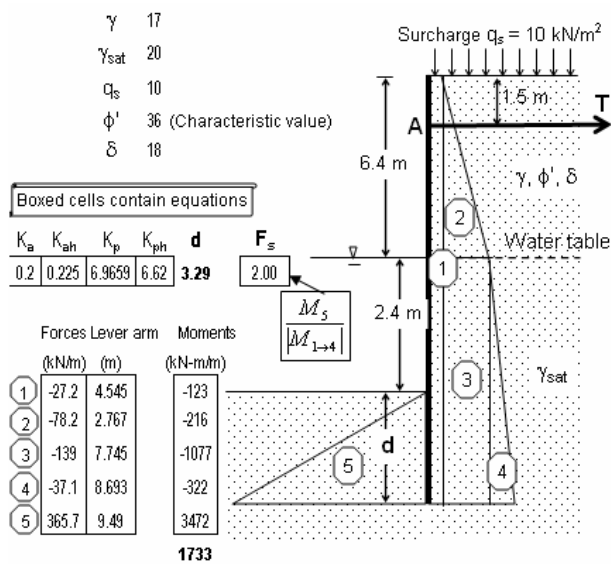 γ 17
γsat 20
qs 10
ϕ' 36 (Characteristic value)
δ 18
Boxed cells contain equations
Ka Kah Kp Kph d Fs
0.2 0.225 6.9659 6.62 3.29 2.00
M5
|M1→4|
Forces Lever arm Moments
(kN/m) (m) (kN-m/m)
1 -27.2 4.545 -123
2 -78.2 2.767 -216
3 -139 7.745 -1077
4 -37.1 8.693 -322
5 365.7 9.49 3472
1733
Surcharge qs = 10 kN/m2
1.5 m
A
T
6.4 m
γ, ϕ', δ
2
Water table
1
2.4 m
3
γsat
d
5
4